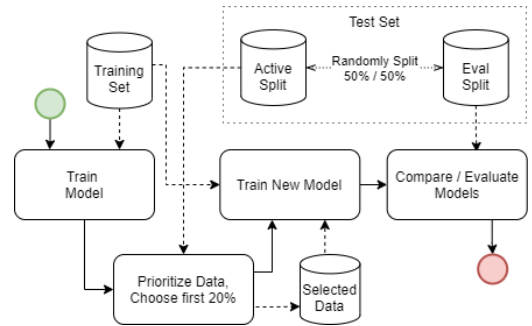 Test Set
Training
Set
Active
Split
Randomly Split
50% / 50%
Eval
Split
Train
Model
Train New Model
Compare / Evaluate
Models
Prioritize Data,
Choose first 20%
Selected
Data